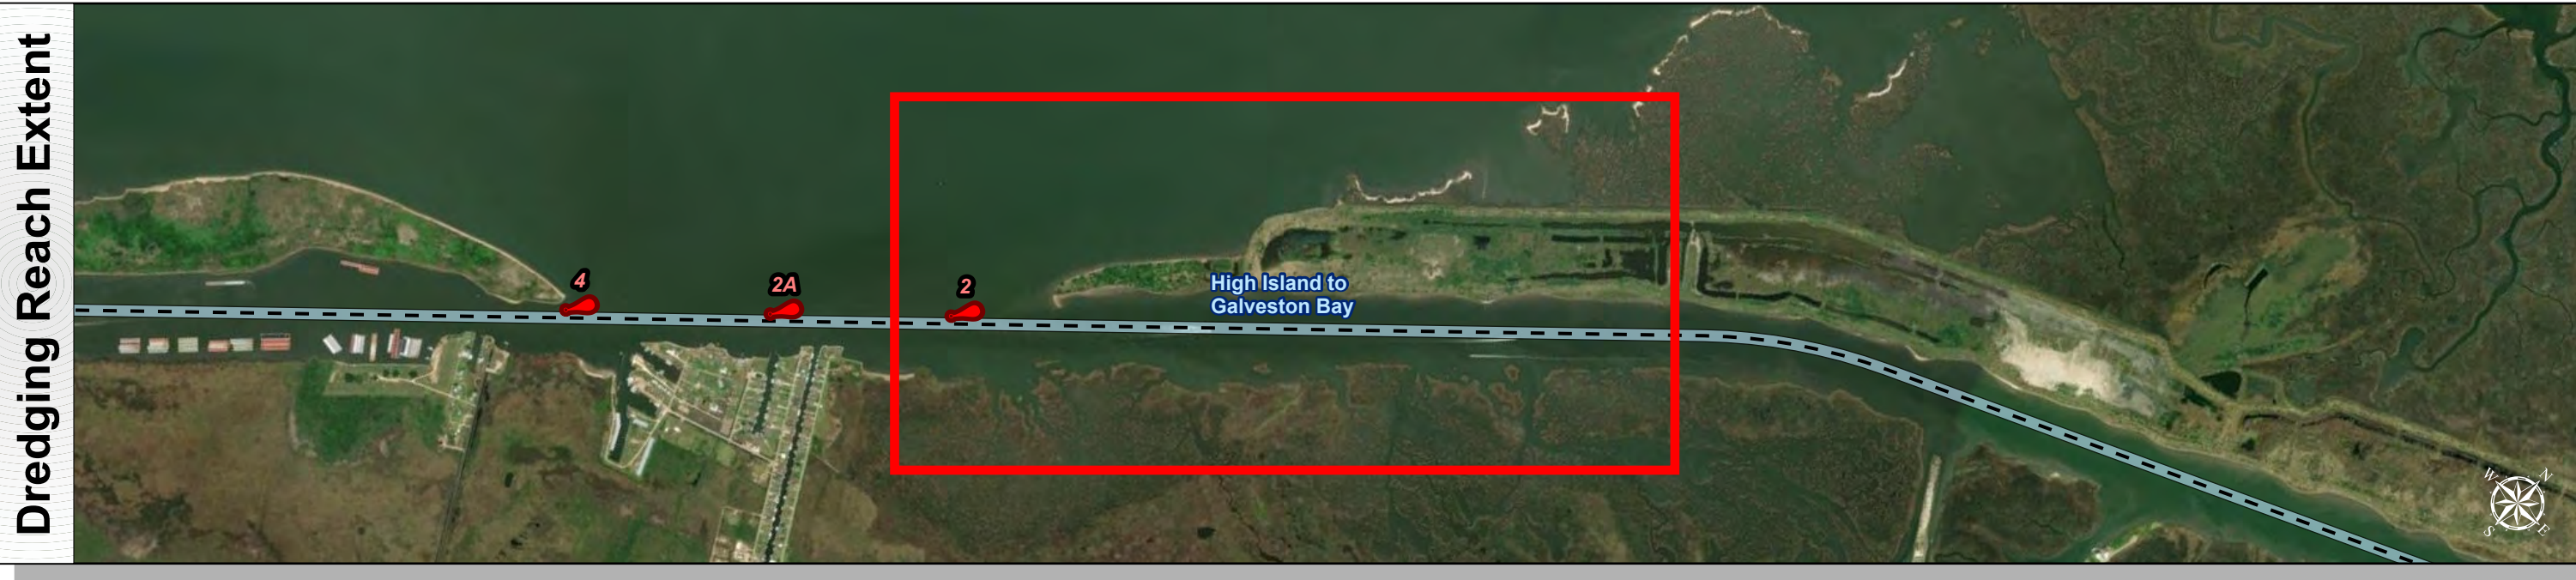 Dredging Reach Extent
4
2A
2
High Island to
Galveston Bay
N
W
E
S